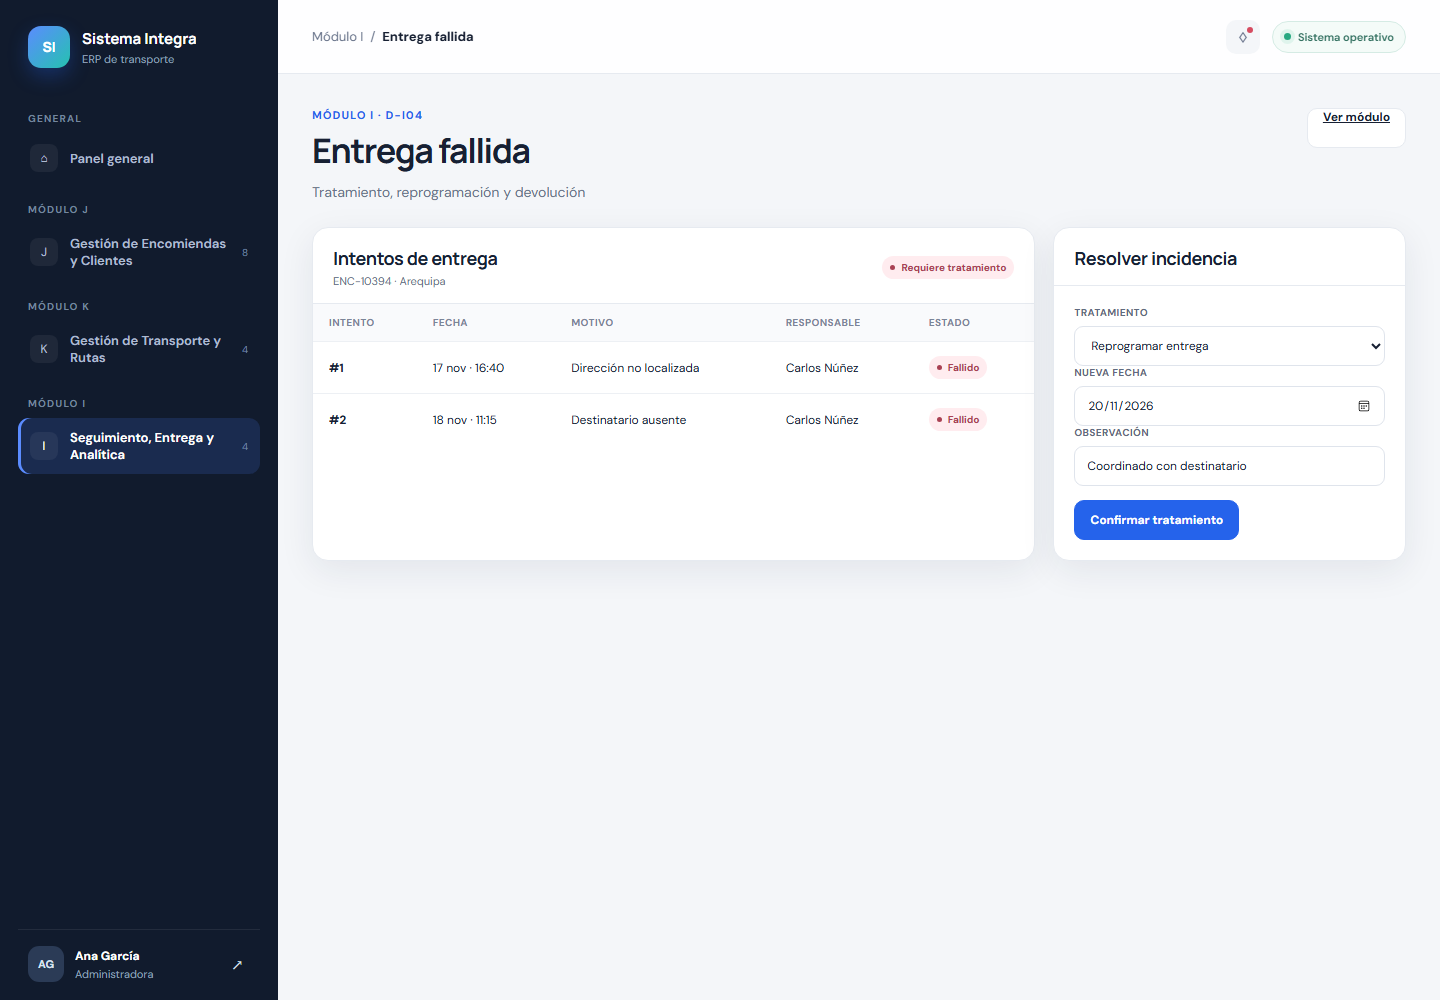 SI
Sistema Integra
ERP de transporte
GENERAL
Panel general
MÓDULO J
J
Gestión de Encomiendas
y Clientes
8
MÓDULO K
K
Gestión de Transporte y
Rutas
4
MÓDULO I
I
Seguimiento, Entrega y
Analítica
4
AG
Ana García
Administradora
Módulo I / Entrega fallida
Sistema operativo
MÓDULO I · D-I04
Entrega fallida
Tratamiento, reprogramación y devolución
Ver módulo
Intentos de entrega
ENC-10394 · Arequipa
Requiere tratamiento
INTENTO FECHA MOTIVO RESPONSABLE ESTADO
#1 17 nov · 16:40 Dirección no localizada Carlos Núñez Fallido
#2 18 nov · 11:15 Destinatario ausente Carlos Núñez Fallido
Resolver incidencia
TRATAMIENTO
Reprogramar entrega
NUEVA FECHA
20/11/2026
OBSERVACIÓN
Coordinado con destinatario
Confirmar tratamiento